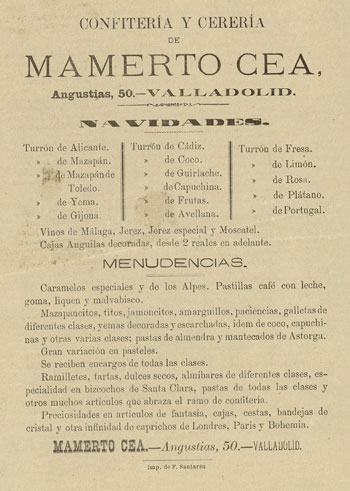 CONFITERÍA Y CERERÍA
DE
MAMERTO CEA,
Angustias, 50.—VALLADOLID.
NAVIDADES.
Turrón de Alicante.
» de Mazapán.
» de Mazapán de
Toledo.
» de Yema.
» de Gijona.
Turrón de Cádiz.
» de Coco.
» de Guirlache.
» de Capuchina.
» de Frutas.
» de Avellana.
Turrón de Fresa.
» de Limón.
» de Rosa.
» de Plátano.
» de Portugal.
Vinos de Málaga, Jerez, Jerez especial y Moscatel.
Cajas Anguilas decoradas, desde 2 reales en adelante.
MENUDENCIAS.
Caramelos especiales y de los Alpes. Pastillas café con leche,
goma, liquen y malvabisco.
Mazapancitos, titos, jamoncitos, amarguillos, paciencias, galletas de
diferentes clases, yemas decoradas y escarchadas, idem de coco, capuchi-
nas y otras varias clases; pastas de almendra y mantecados de Astorga.
Gran variación en pasteles.
Se reciben encargos de todas las clases.
Ramilletes, tartas, dulces secos, almíbares de diferentes clases, es-
pecialidad en bizcochos de Santa Clara, pastas de todas las clases y
otros muchos artículos que abraza el ramo de confitería.
Preciosidades en artículos de fantasía, cajas, cestas, bandejas de
cristal y otra infinidad de caprichos de Londres, París y Bohemia.
MAMERTO CEA.—Angustias, 50.—VALLADOLID.
Imp. de F. Santarén